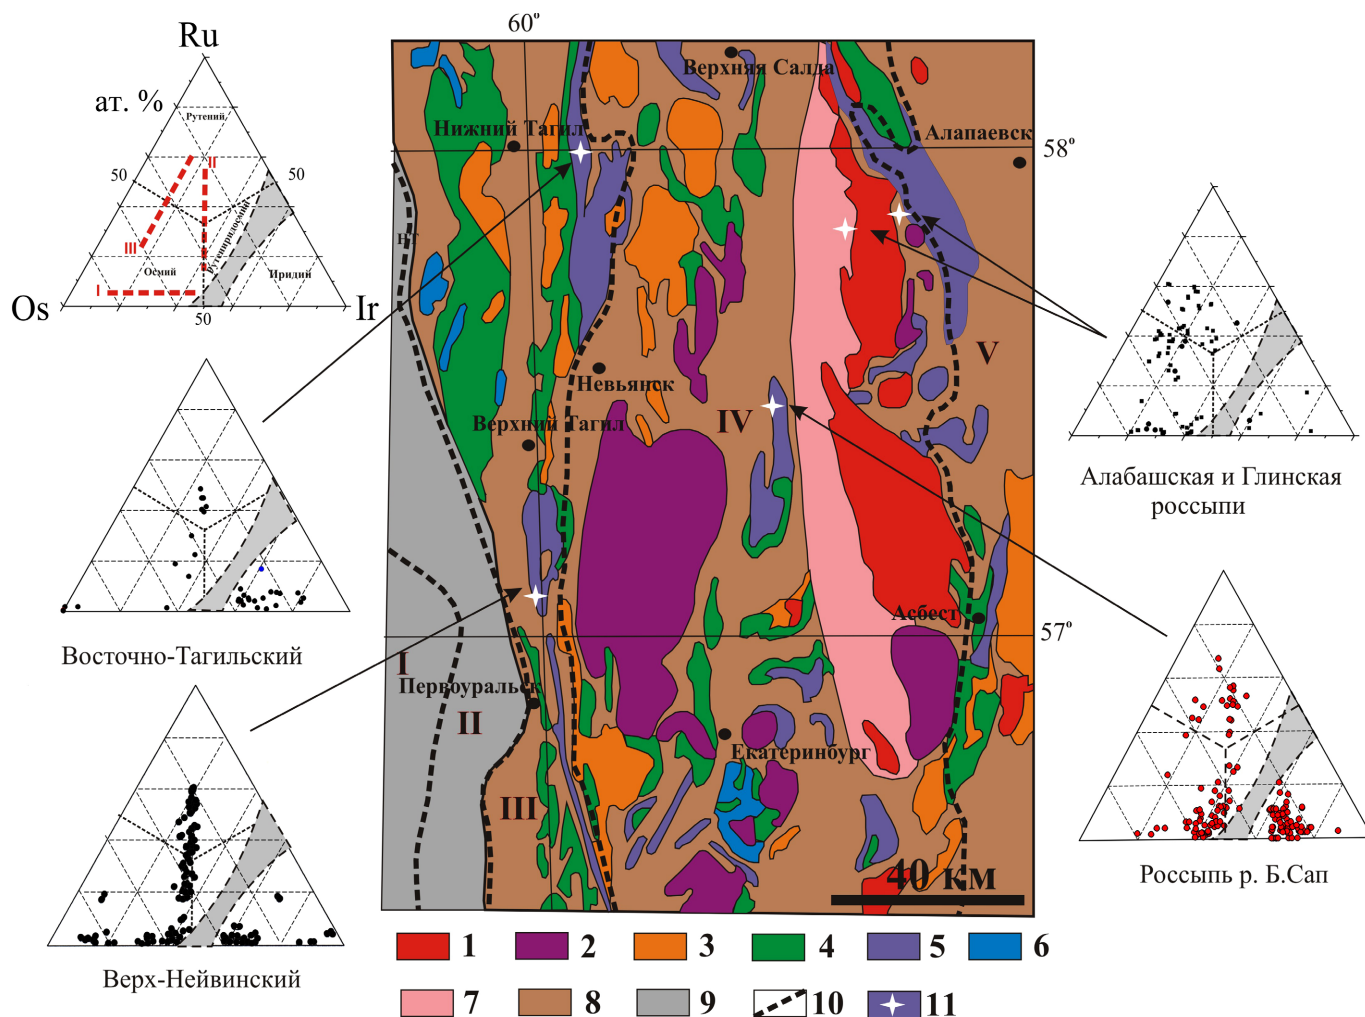 60°
Ru
ат. %
Рутений
II
50
50
III
Рутениридосмий
Осмий
Иридий
I
Os
50
Ir
Верхняя Салда
Нижний Тагил
Алапаевск
58°
НТ
Невьянск
V
IV
Верхний Тагил
Алабашская и Глинская
россыпи
Асбест
57°
Восточно-Тагильский
I
Первоуральск
II
Екатеринбург
III
40 км
Россыпь р. Б.Сап
Верх-Нейвинский
1
2
3
4
5
6
7
8
9
10
11